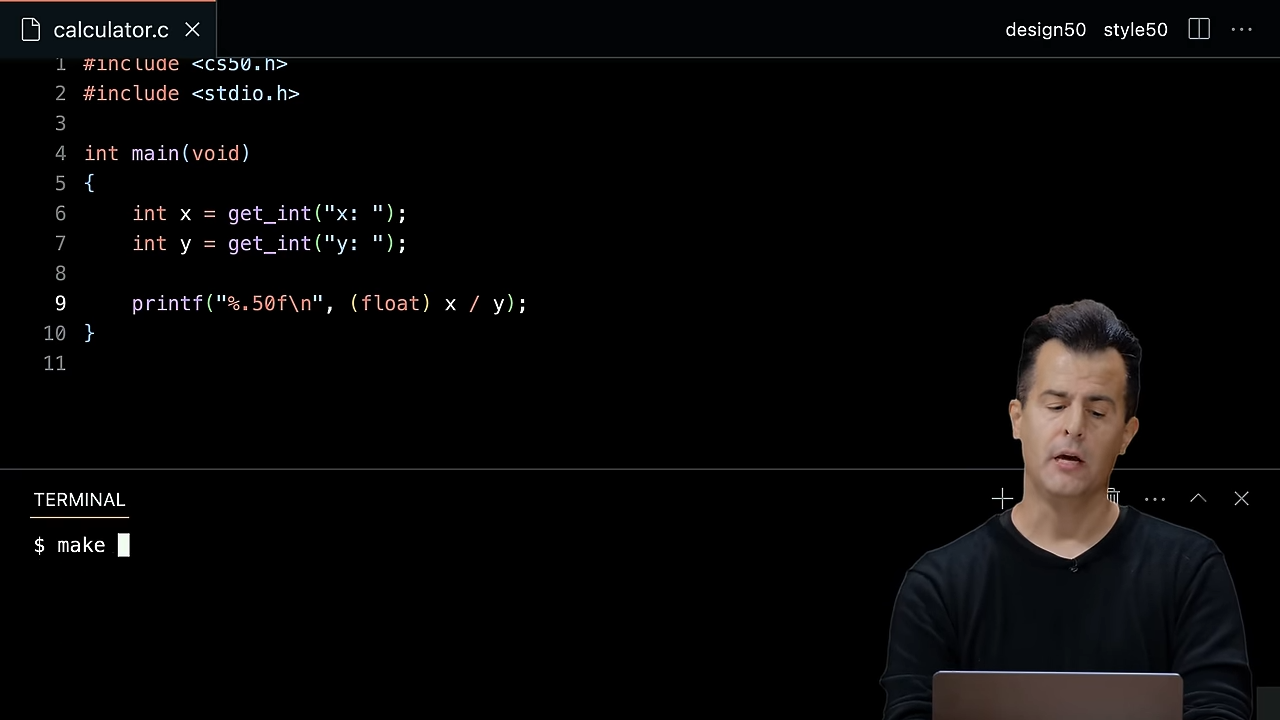 calculator.c
design50 style50
1 #include <cs50.h>
2 #include <stdio.h>
3
4 int main(void)
5 {
6 int x = get_int("x: ");
7 int y = get_int("y: ");
8
9 printf("%.50f\n", (float) x / y);
10 }
11
TERMINAL
$ make